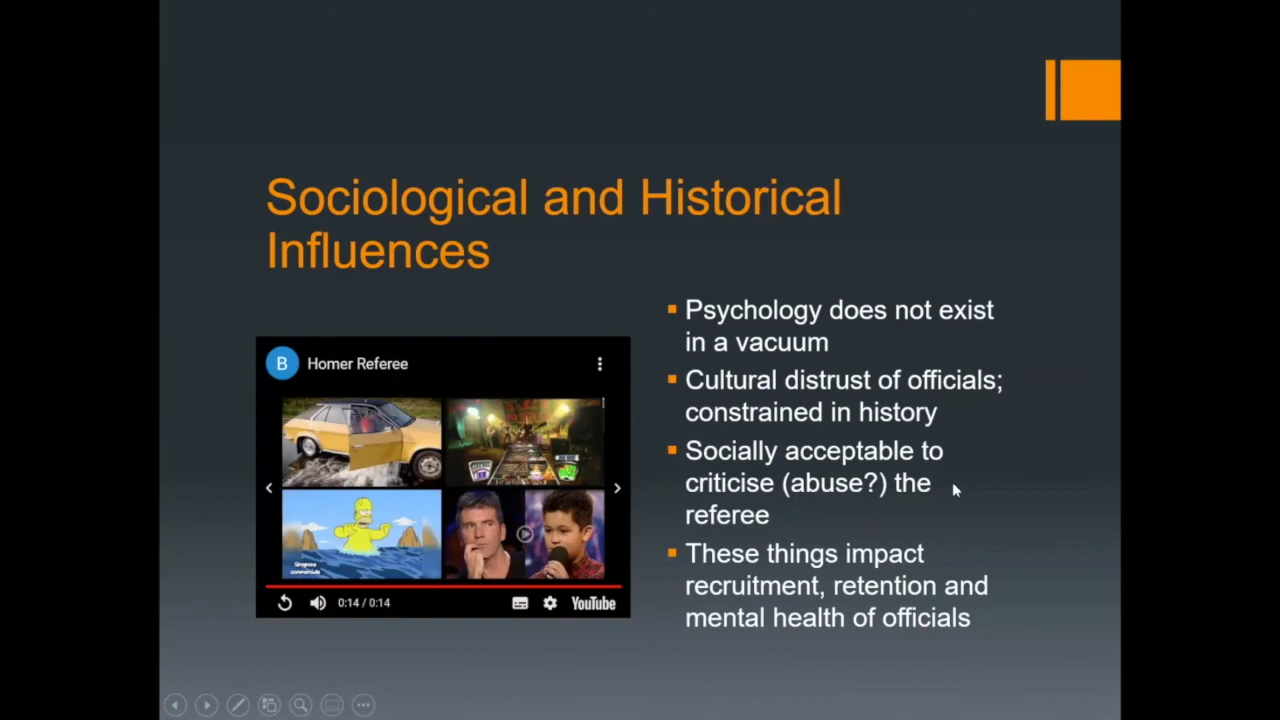 Sociological and Historical
Influences
B Homer Referee
0:14 / 0:14
YouTube
Psychology does not exist
in a vacuum
Cultural distrust of officials;
constrained in history
Socially acceptable to
criticise (abuse?) the
referee
These things impact
recruitment, retention and
mental health of officials